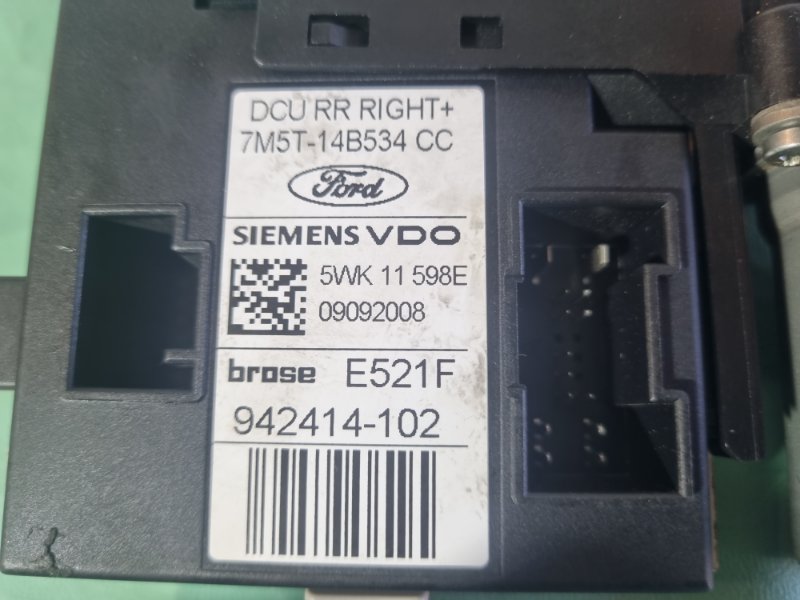 DCU RR RIGHT+
7M5T-14B534 CC
Ford
SIEMENS VDO
5WK 11 598E
09092008
brose E521F
942414-102